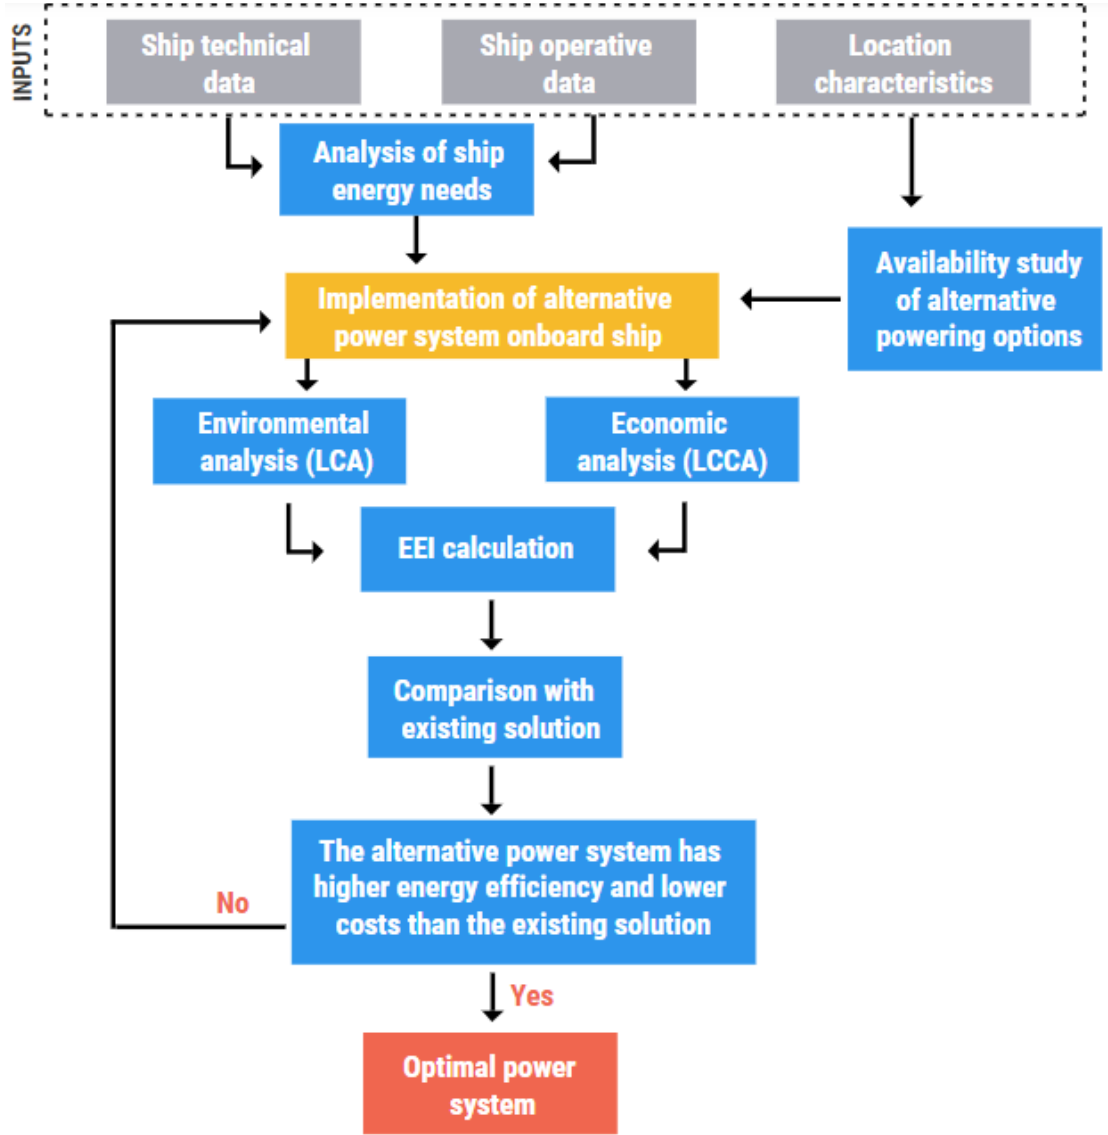 INPUTS
Ship technical
data
Ship operative
data
Location
characteristics
Analysis of ship
energy needs
Availability study
of alternative
powering options
Implementation of alternative
power system onboard ship
Environmental
analysis (LCA)
Economic
analysis (LCCA)
EEI calculation
Comparison with
existing solution
The alternative power system has
higher energy efficiency and lower
costs than the existing solution
No
Yes
Optimal power
system